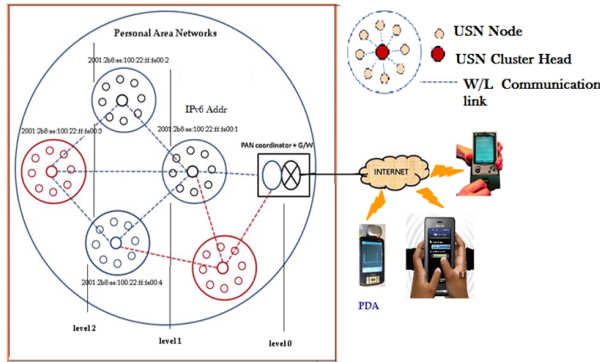 Personal Area Networks
2001:2b8:ee:100:22:ff:fe00:2
IPv6 Addr
2001:2b8:ee:100:22:ff:fe00:3
2001:2b8:ee:100:22:ff:fe00:1
PAN coordinator + G/W
2001:2b8:ee:100:22:ff:fe00:4
level 2
level 1
level 0
USN Node
USN Cluster Head
W/L Communication
link
INTERNET
PDA